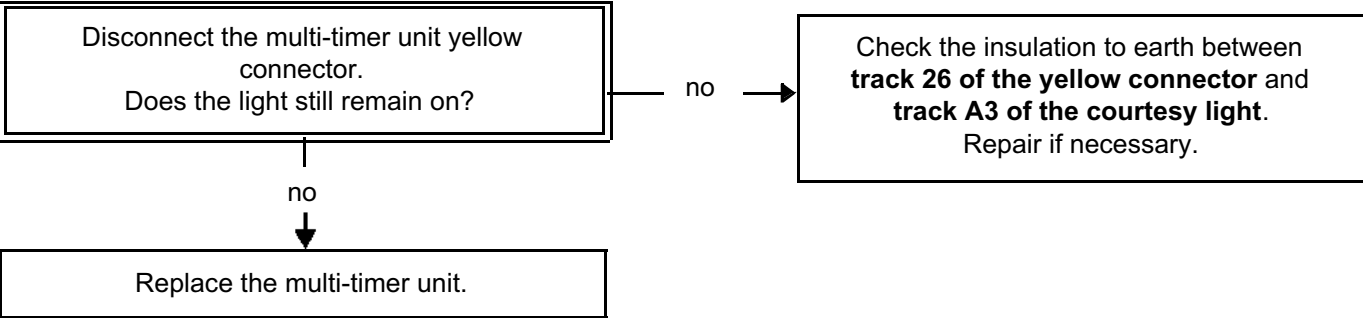 Disconnect the multi-timer unit yellow
connector.
Does the light still remain on?
no
Check the insulation to earth between
track 26 of the yellow connector and
track A3 of the courtesy light.
Repair if necessary.
no
Replace the multi-timer unit.